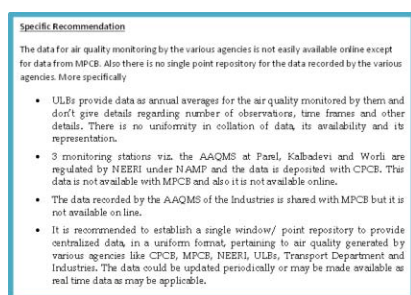 Specific Recommendation
The data for air quality monitoring by the various agencies is not easily available online except
for data from MPCB. Also there is no single point repository for the data recorded by the various
agencies. More specifically
• ULBs provide data as annual averages for the air quality monitored by them and
don't give details regarding number of observations, time frames and other
details. There is no uniformity in collation of data, its availability and its
representation.
• 3 monitoring stations viz. the AAQMS at Parel, Kalbadevi and Worli are
regulated by NEERI under NAMP and the data is deposited with CPCB. This
data is not available with MPCB and also it is not available online.
• The data recorded by the AAQMS of the Industries is shared with MPCB but it is
not available on line.
• It is recommended to establish a single window/ point repository to provide
centralized data, in a uniform format, pertaining to air quality generated by
various agencies like CPCB, MPCB, NEERI, ULBs, Transport Department and
Industries. The data could be updated periodically or may be made available as
real time data as may be applicable.